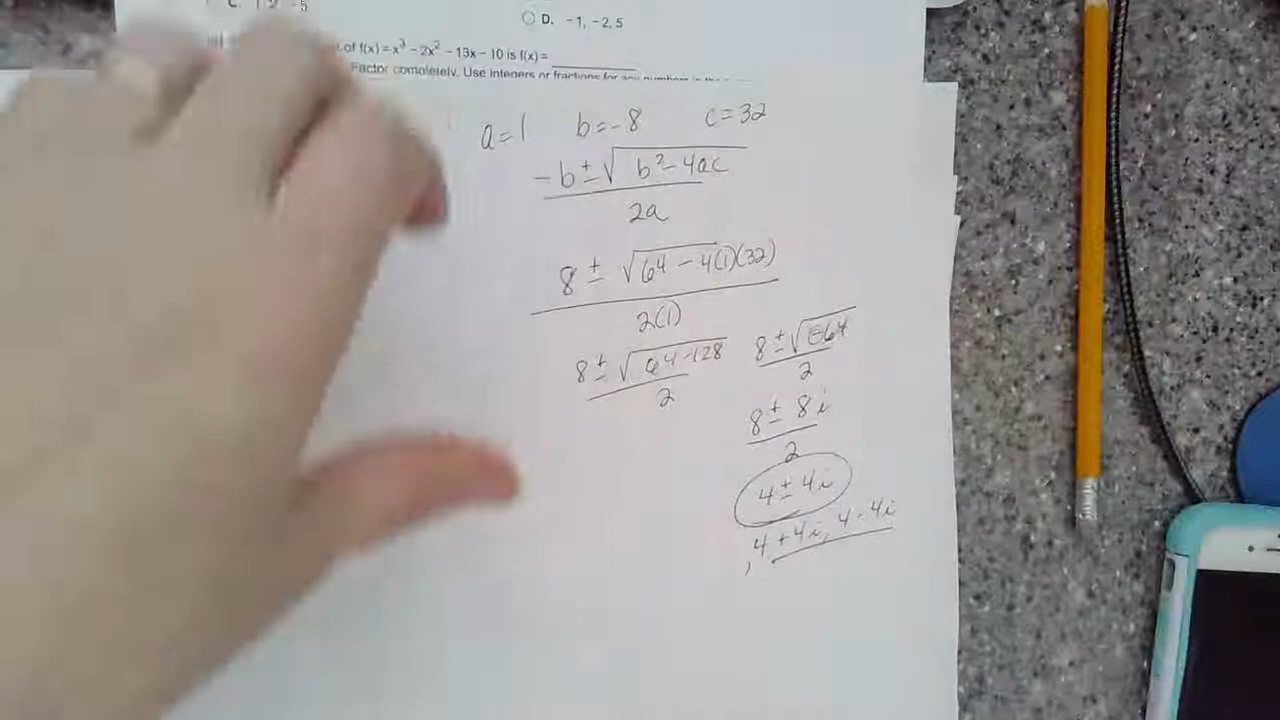 D. −1, −2, 5
of f(x) = x³ − 2x² − 13x − 10 is f(x) =
Factor completely. Use integers or fractions for any numbers in the
a = 1 b = -8 c = 32
-b ± √(b² - 4ac)
2a
8 ± √(64 - 4(1)(32))
2(1)
8 ± √(64 - 128)
2
8 ± √(-64)
2
8 ± 8i
2
4 ± 4i
, 4 + 4i, 4 - 4i